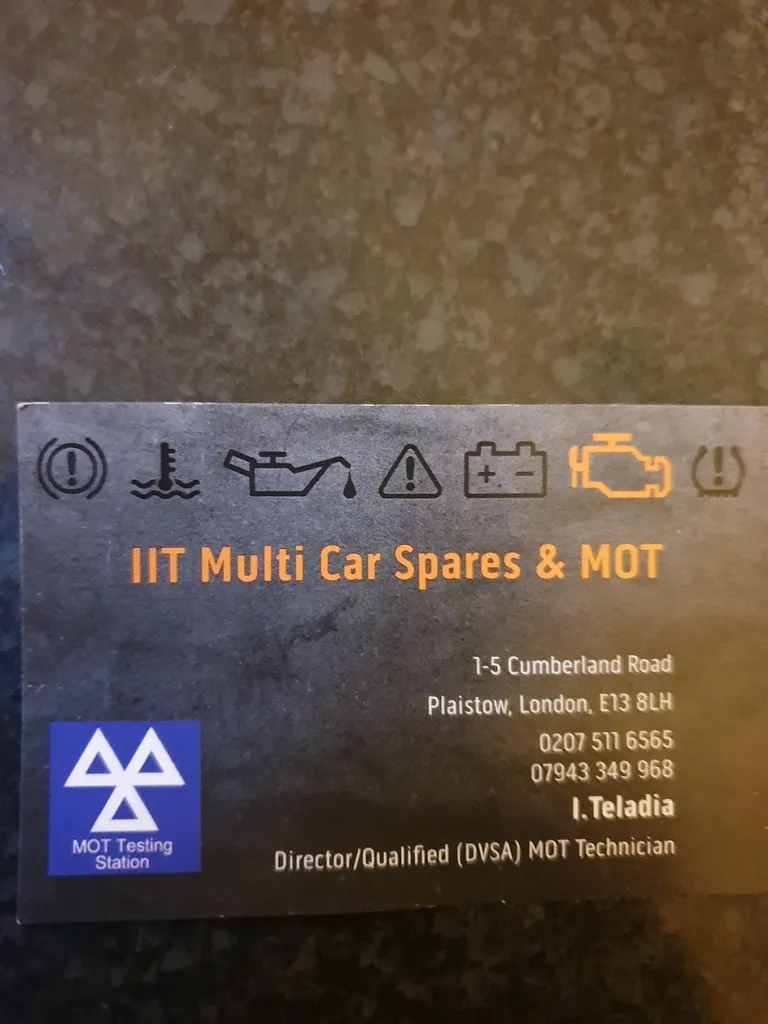 IIT Multi Car Spares & MOT
1-5 Cumberland Road
Plaistow, London, E13 8LH
0207 511 6565
07943 349 968
I.Teladia
Director/Qualified (DVSA) MOT Technician
MOT Testing
Station